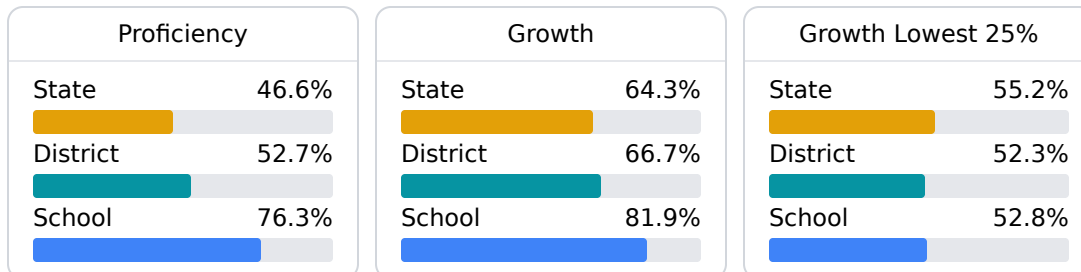 Proficiency
State 46.6%
District 52.7%
School 76.3%
Growth
State 64.3%
District 66.7%
School 81.9%
Growth Lowest 25%
State 55.2%
District 52.3%
School 52.8%